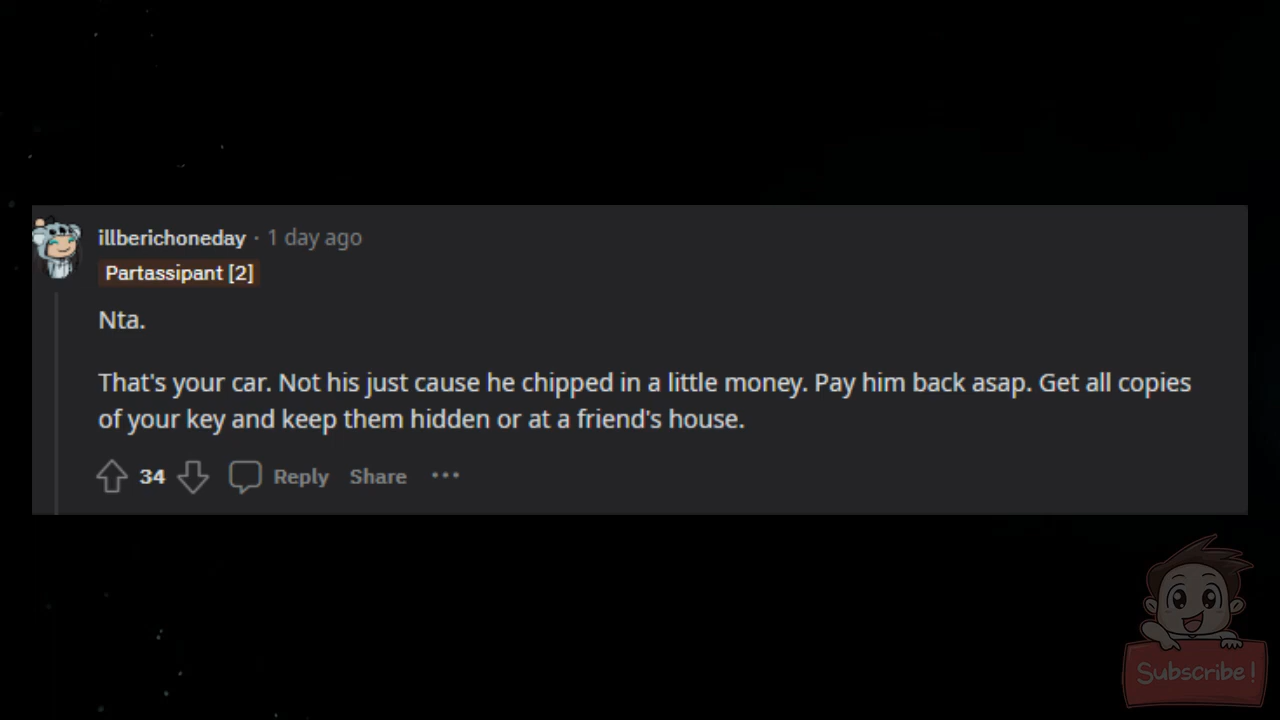 illberichoneday · 1 day ago
Partassipant [2]
Nta.
That's your car. Not his just cause he chipped in a little money. Pay him back asap. Get all copies
of your key and keep them hidden or at a friend's house.
34 Reply Share ···
Subscribe!